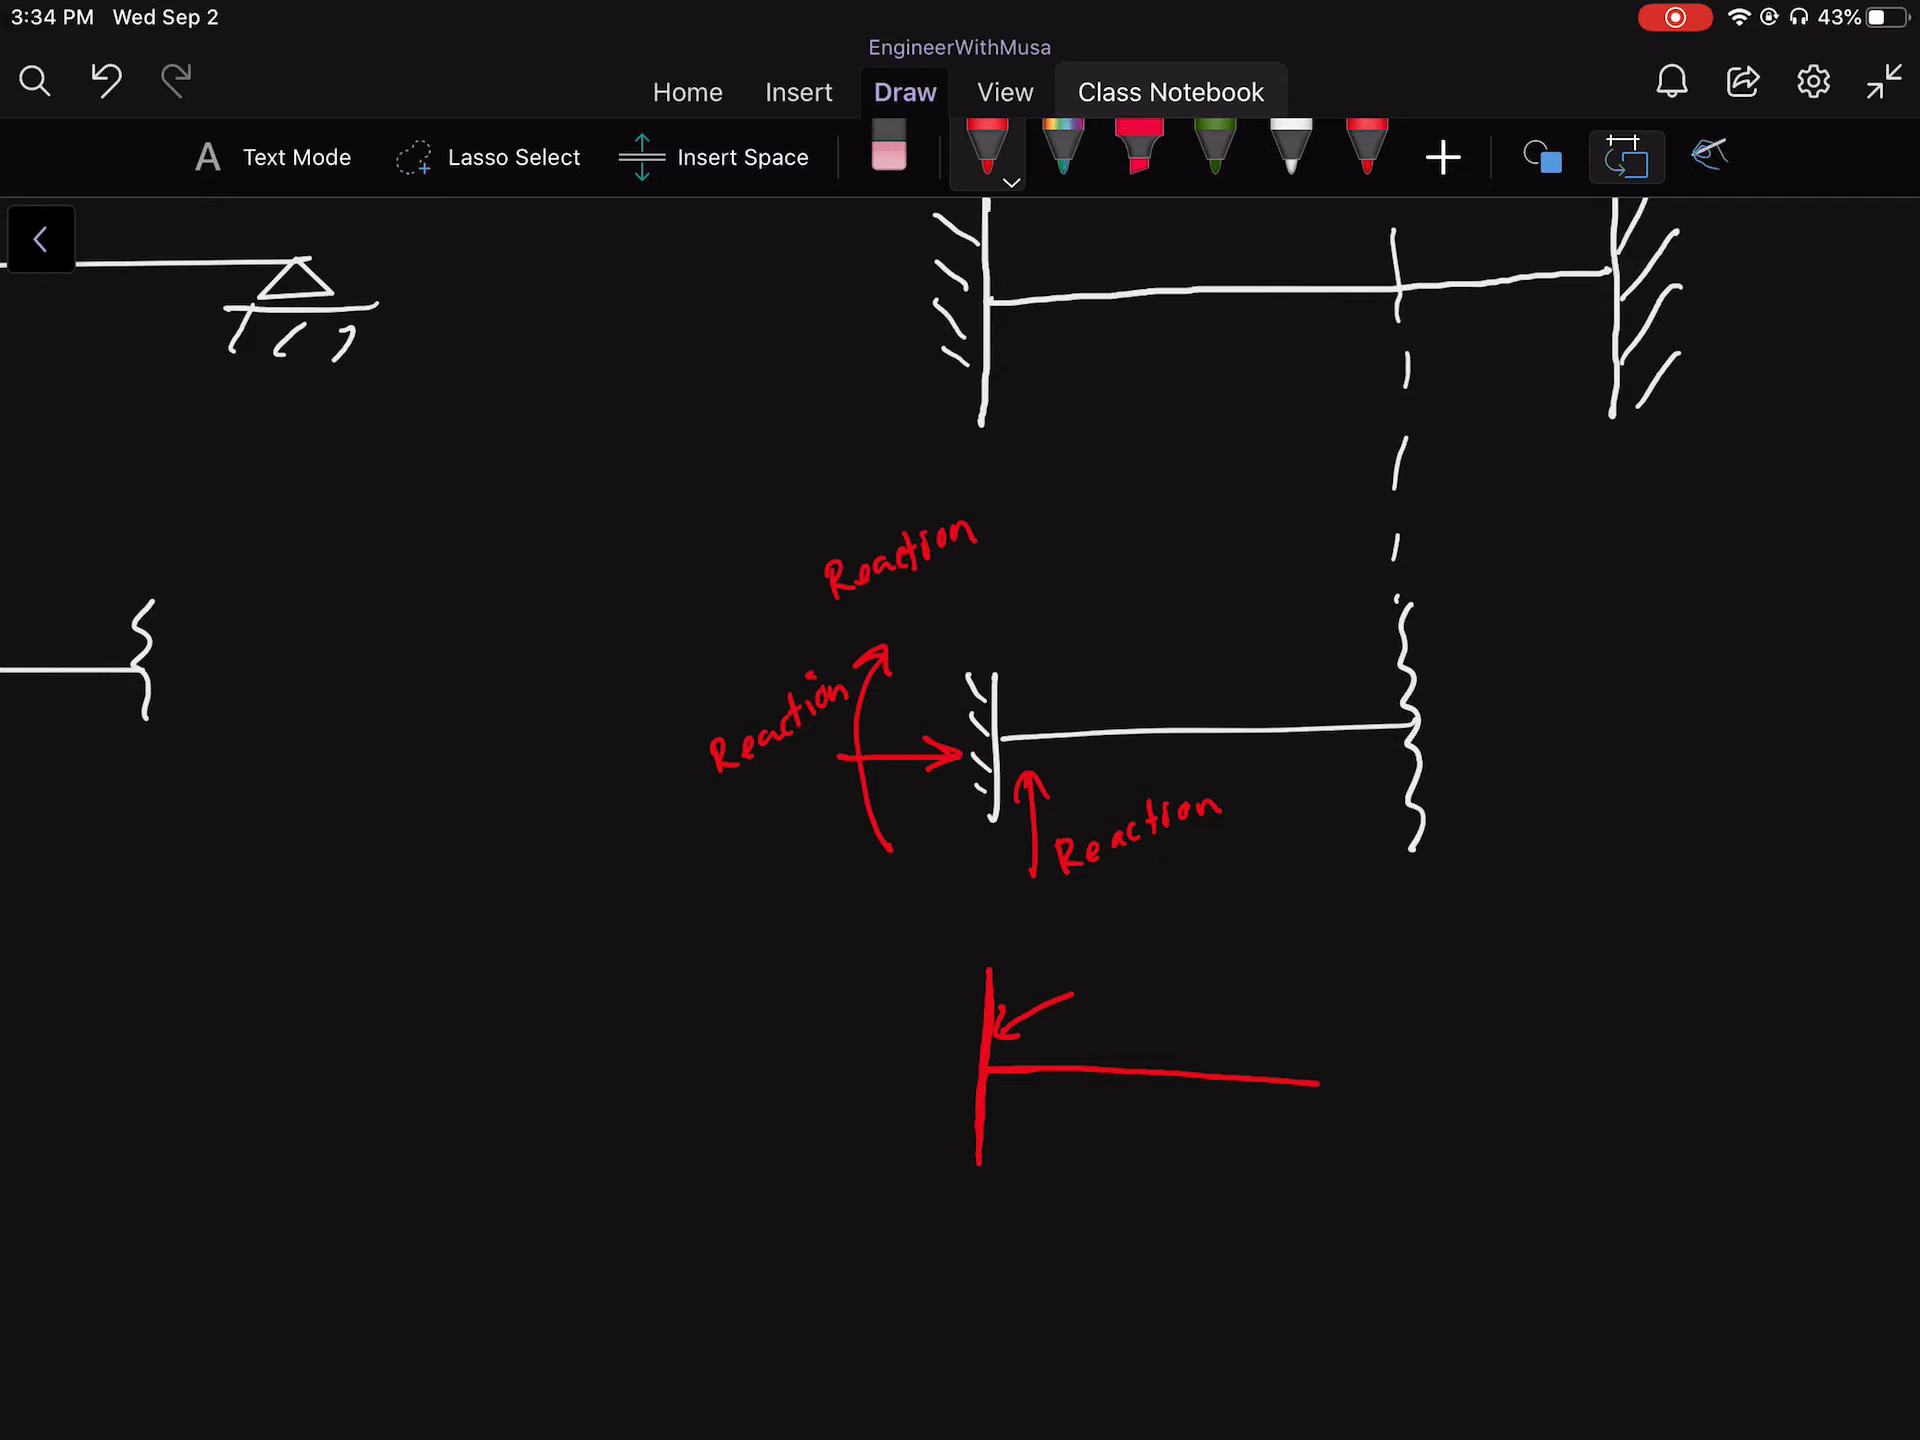 3:34 PM Wed Sep 2
43%
EngineerWithMusa
Home Insert Draw View Class Notebook
A Text Mode Lasso Select Insert Space
Reaction
Reaction
Reaction